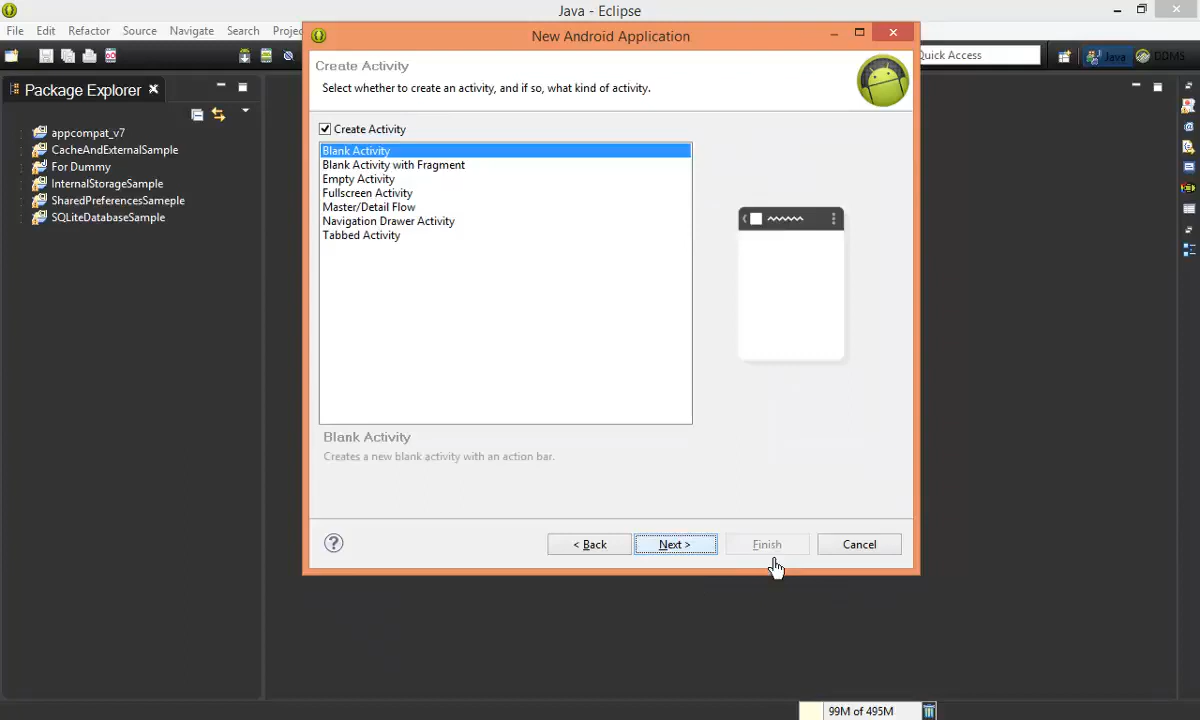 Java - Eclipse
File Edit Refactor Source Navigate Search Projec
New Android Application
Quick Access
Java
DDMS
Package Explorer
appcompat_v7
CacheAndExternalSample
For Dummy
InternalStorageSample
SharedPreferencesSameple
SQLiteDatabaseSample
Create Activity
Select whether to create an activity, and if so, what kind of activity.
Create Activity
Blank Activity
Blank Activity with Fragment
Empty Activity
Fullscreen Activity
Master/Detail Flow
Navigation Drawer Activity
Tabbed Activity
Blank Activity
Creates a new blank activity with an action bar.
?
< Back
Next >
Finish
Cancel
99M of 495M